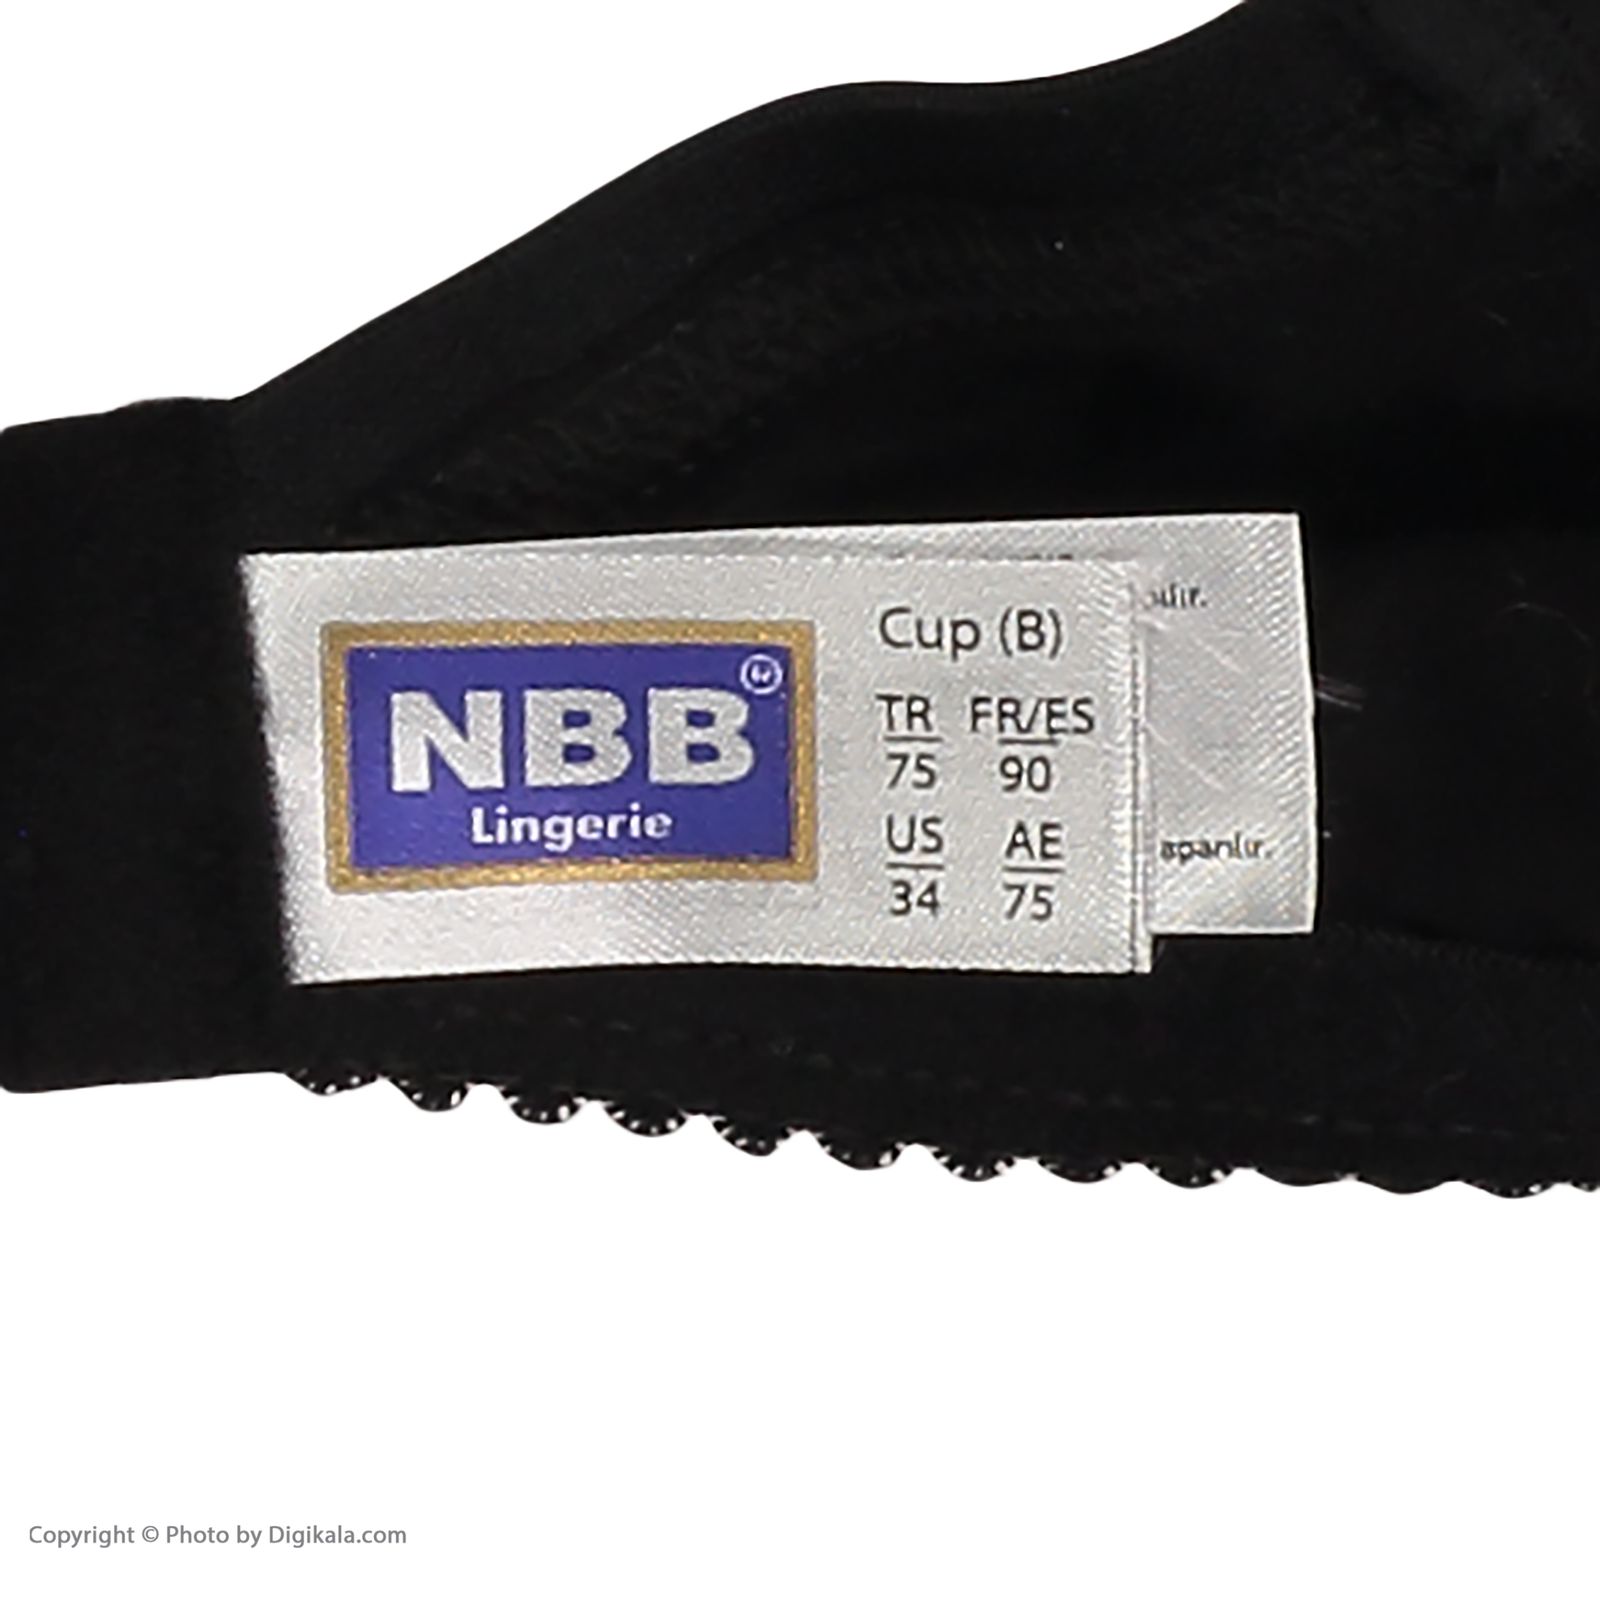 NBB
Lingerie
Cup (B)
TR FR/ES
75 90
US AE
34 75
Copyright © Photo by Digikala.com